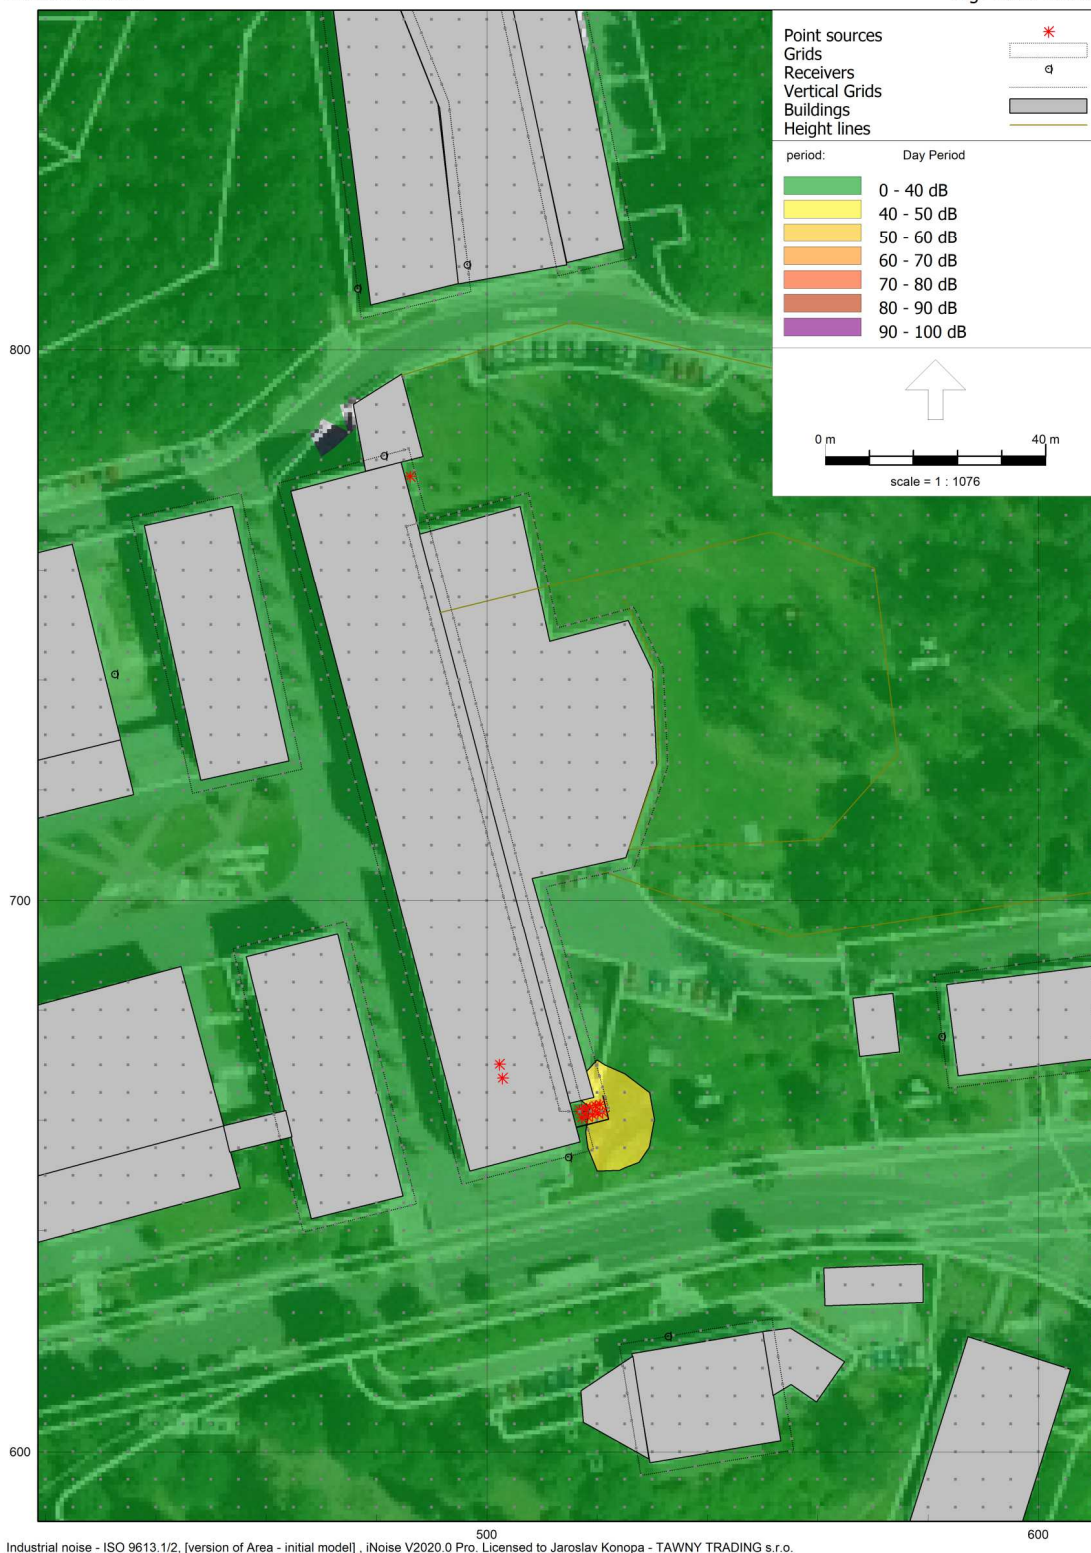 Point sources
Grids
Receivers
Vertical Grids
Buildings
Height lines
period: Day Period
0 - 40 dB
40 - 50 dB
50 - 60 dB
60 - 70 dB
70 - 80 dB
80 - 90 dB
90 - 100 dB
0 m 40 m
scale = 1 : 1076
800
700
600
500 600
Industrial noise - ISO 9613.1/2, [version of Area - initial model] , iNoise V2020.0 Pro. Licensed to Jaroslav Konopa - TAWNY TRADING s.r.o.